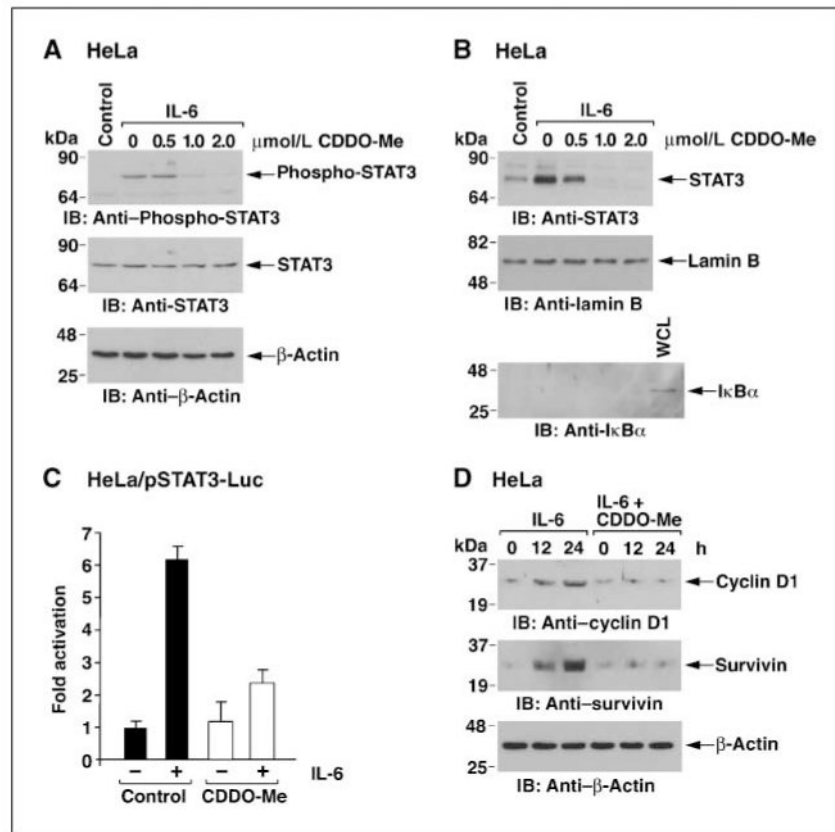 A HeLa
Control
IL-6
kDa 0 0.5 1.0 2.0 μmol/L CDDO-Me
90
Phospho-STAT3
64
IB: Anti–Phospho-STAT3
90
STAT3
64
IB: Anti-STAT3
48
β-Actin
25
IB: Anti–β-Actin
B HeLa
Control
IL-6
kDa 0 0.5 1.0 2.0 μmol/L CDDO-Me
90
STAT3
64
IB: Anti-STAT3
82
Lamin B
48
IB: Anti-lamin B
WCL
48
IκBα
25
IB: Anti-IκBα
C HeLa/pSTAT3-Luc
Fold activation
7
6
5
4
3
2
1
0
– + – + IL-6
Control CDDO-Me
D HeLa
IL-6 +
IL-6 CDDO-Me
kDa 0 12 24 0 12 24 h
37
Cyclin D1
19
IB: Anti–cyclin D1
37
Survivin
19
IB: Anti–survivin
48
β-Actin
25
IB: Anti–β-Actin